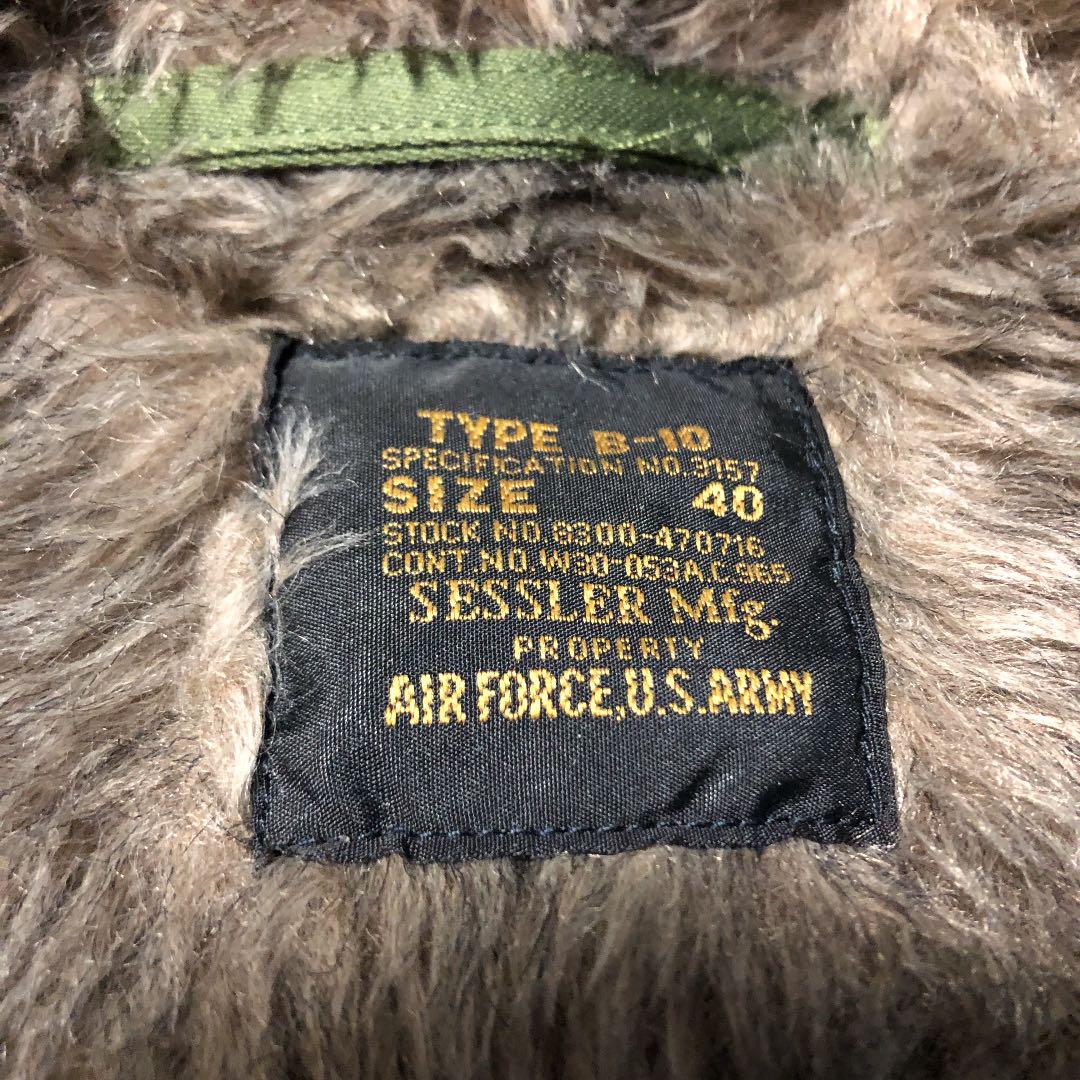 TYPE B-10
SPECIFICATION NO.3157
SIZE 40
STOCK NO.8300-470716
CONT.NO.W30-053A.C.965
SESSLER Mfg.
PROPERTY
AIR FORCE,U.S.ARMY